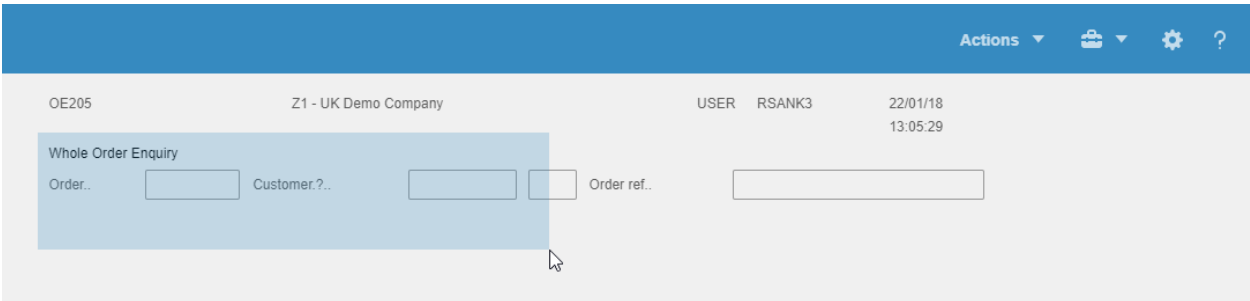 Actions ?
OE205 Z1 - UK Demo Company USER RSANK3 22/01/18
13:05:29
Whole Order Enquiry
Order.. Customer.?.. Order ref..